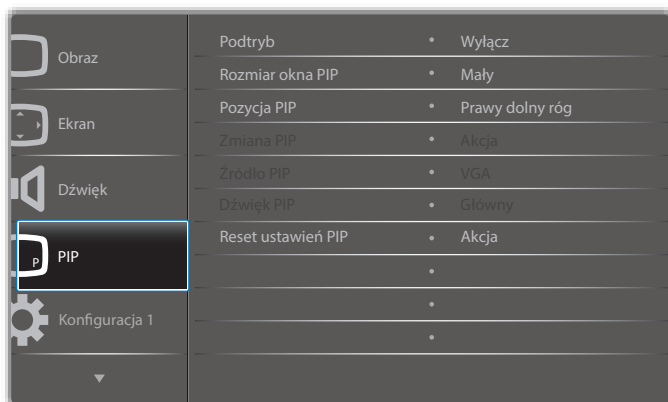 Obraz
Ekran
Dźwięk
P
PIP
Konfiguracja 1
Podtryb • Wyłącz
Rozmiar okna PIP • Mały
Pozycja PIP • Prawy dolny róg
Zmiana PIP • Akcja
Źródło PIP • VGA
Dźwięk PIP • Główny
Reset ustawień PIP • Akcja
•
•
•